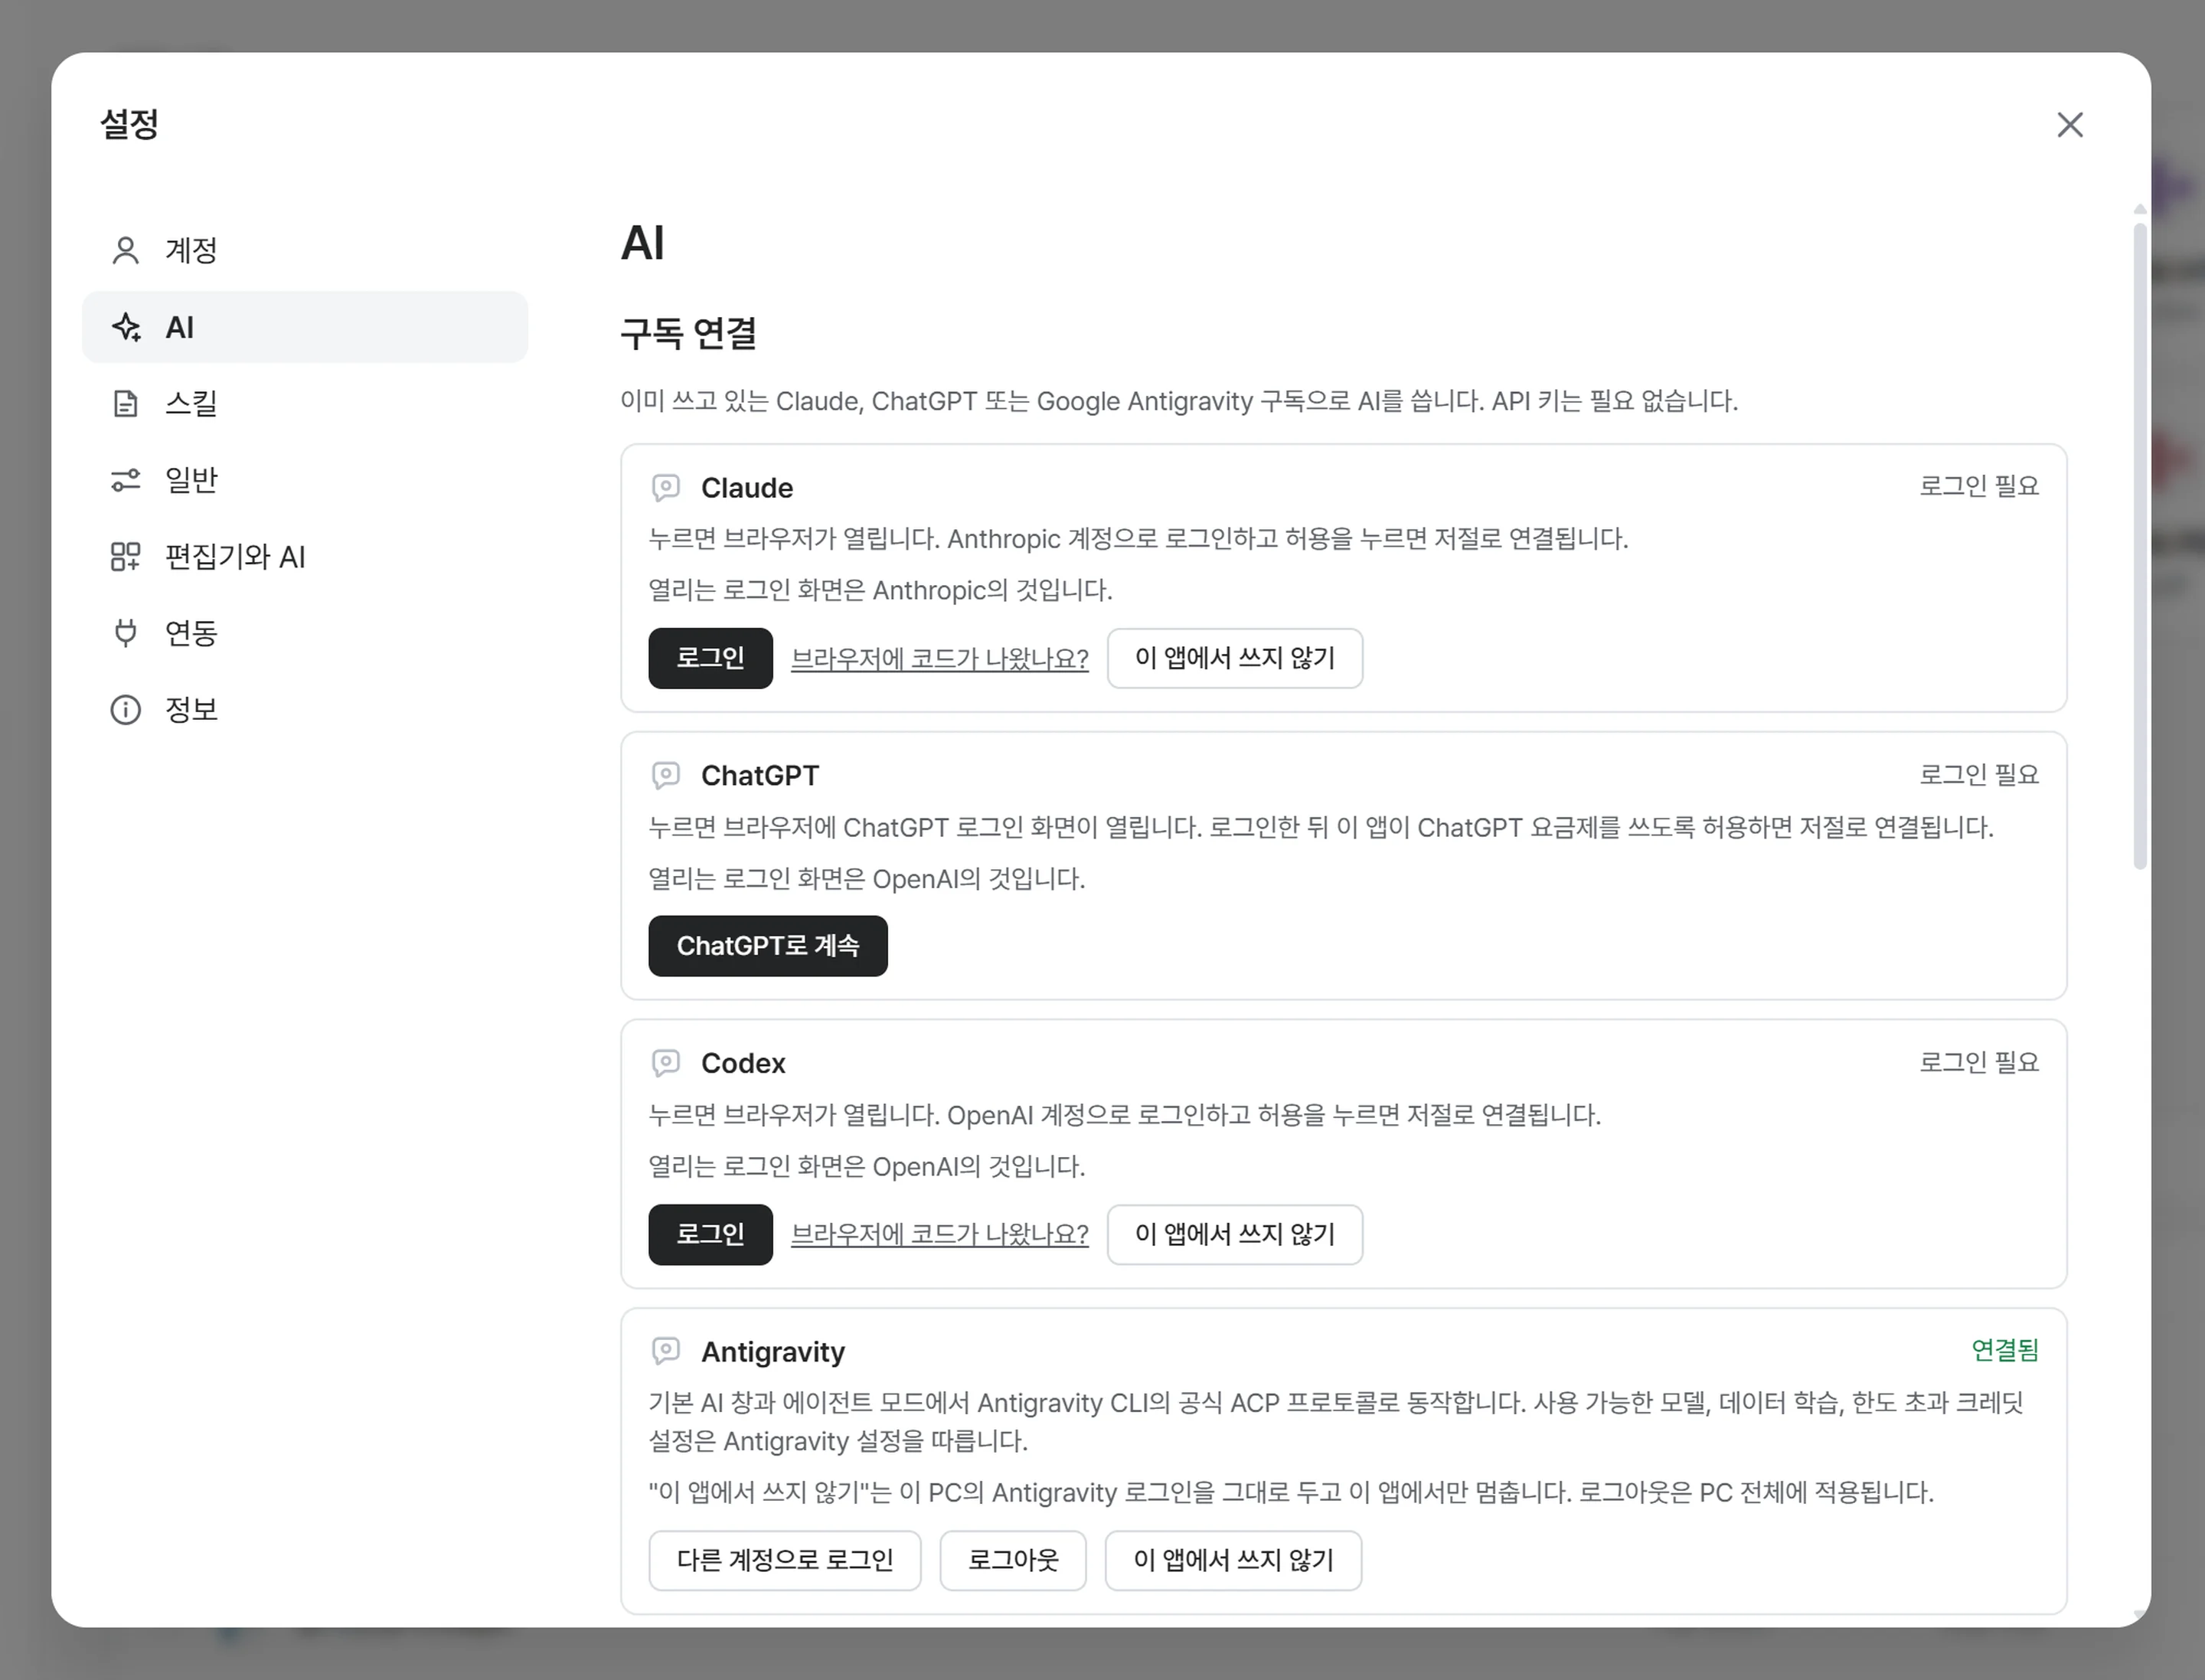 설정
계정
AI
스킬
일반
편집기와 AI
연동
정보
AI
구독 연결
이미 쓰고 있는 Claude, ChatGPT 또는 Google Antigravity 구독으로 AI를 씁니다. API 키는 필요 없습니다.
Claude
로그인 필요
누르면 브라우저가 열립니다. Anthropic 계정으로 로그인하고 허용을 누르면 저절로 연결됩니다.
열리는 로그인 화면은 Anthropic의 것입니다.
로그인 브라우저에 코드가 나왔나요? 이 앱에서 쓰지 않기
ChatGPT
로그인 필요
누르면 브라우저에 ChatGPT 로그인 화면이 열립니다. 로그인한 뒤 이 앱이 ChatGPT 요금제를 쓰도록 허용하면 저절로 연결됩니다.
열리는 로그인 화면은 OpenAI의 것입니다.
ChatGPT로 계속
Codex
로그인 필요
누르면 브라우저가 열립니다. OpenAI 계정으로 로그인하고 허용을 누르면 저절로 연결됩니다.
열리는 로그인 화면은 OpenAI의 것입니다.
로그인 브라우저에 코드가 나왔나요? 이 앱에서 쓰지 않기
Antigravity
연결됨
기본 AI 창과 에이전트 모드에서 Antigravity CLI의 공식 ACP 프로토콜로 동작합니다. 사용 가능한 모델, 데이터 학습, 한도 초과 크레딧
설정은 Antigravity 설정을 따릅니다.
"이 앱에서 쓰지 않기"는 이 PC의 Antigravity 로그인을 그대로 두고 이 앱에서만 멈춥니다. 로그아웃은 PC 전체에 적용됩니다.
다른 계정으로 로그인 로그아웃 이 앱에서 쓰지 않기